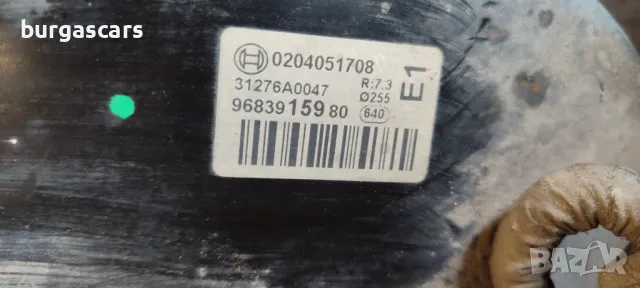 burgascars
0204051708
31276A0047 R:7.3
Ø255
9683915980 640
E1
BAZAR